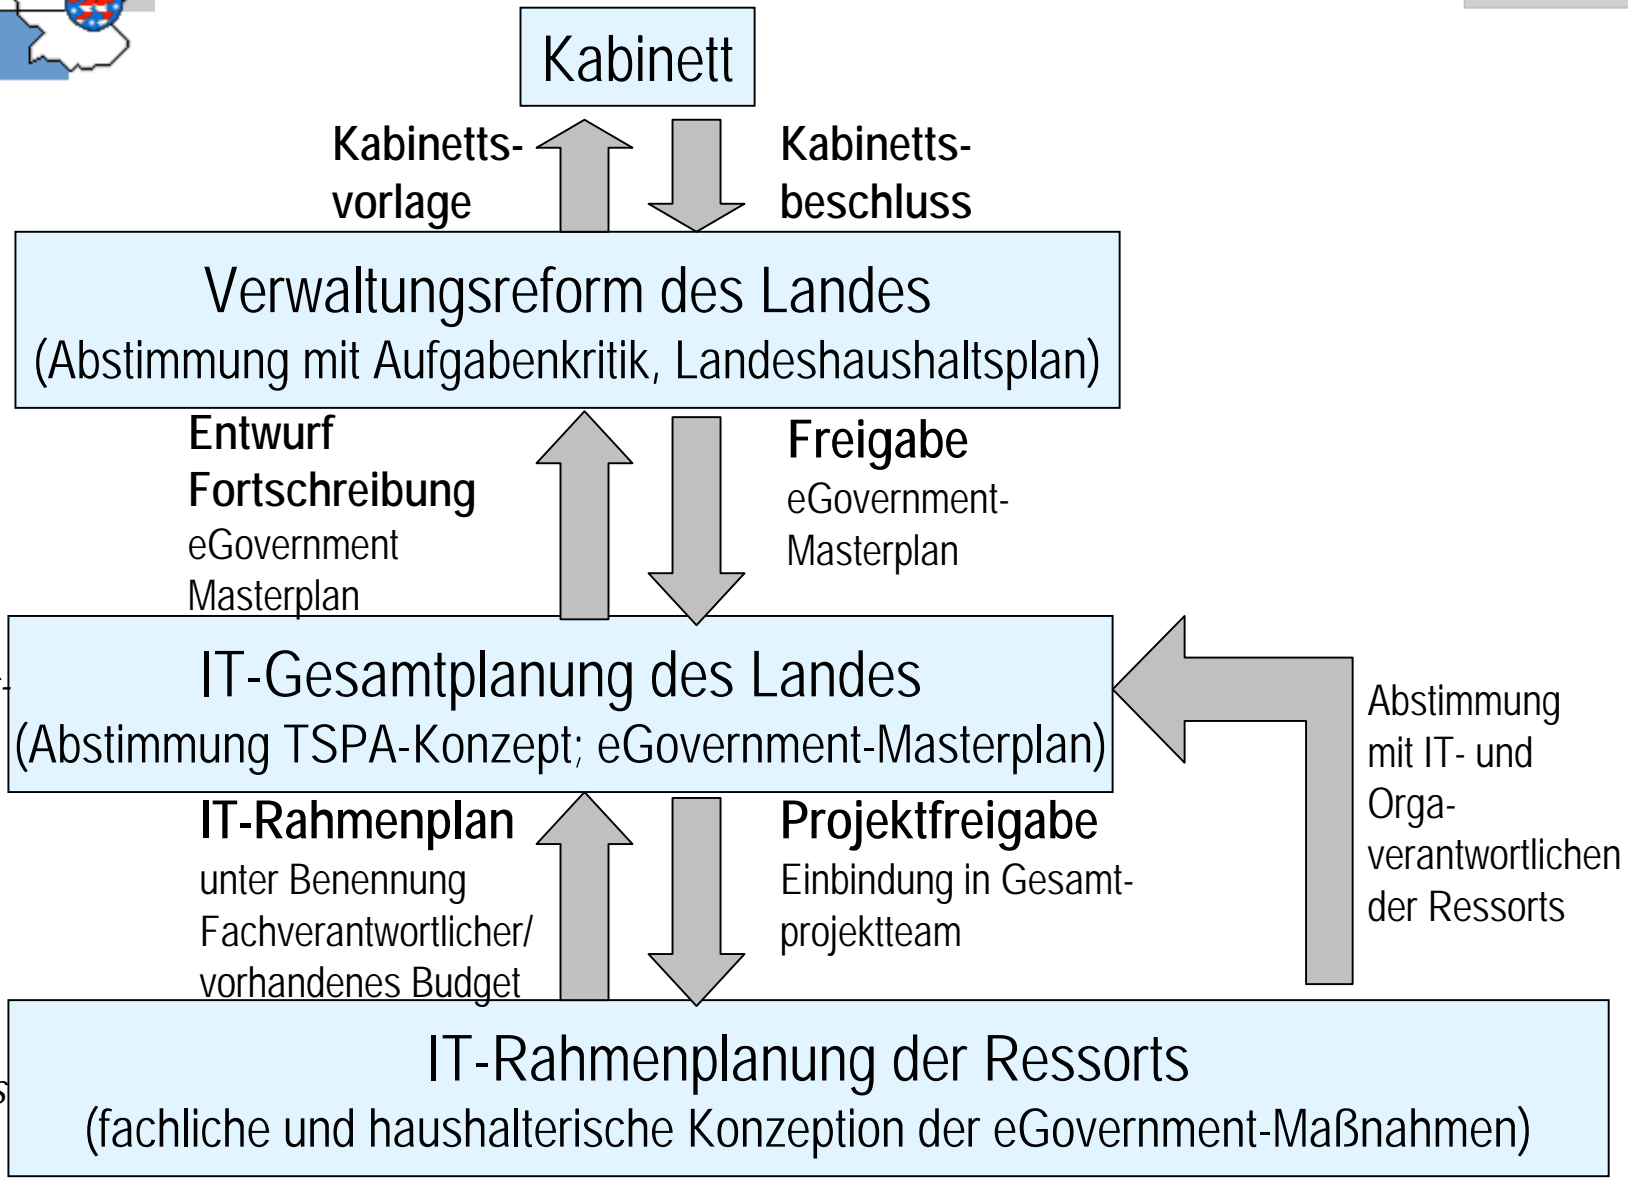 Kabinett
Kabinetts-
vorlage
Kabinetts-
beschluss
Verwaltungsreform des Landes
(Abstimmung mit Aufgabenkritik, Landeshaushaltsplan)
Entwurf
Fortschreibung
eGovernment
Masterplan
Freigabe
eGovernment-
Masterplan
IT-Gesamtplanung des Landes
(Abstimmung TSPA-Konzept; eGovernment-Masterplan)
Abstimmung
mit IT- und
Orga-
verantwortlichen
der Ressorts
IT-Rahmenplan
unter Benennung
Fachverantwortlicher/
vorhandenes Budget
Projektfreigabe
Einbindung in Gesamt-
projektteam
IT-Rahmenplanung der Ressorts
(fachliche und haushalterische Konzeption der eGovernment-Maßnahmen)